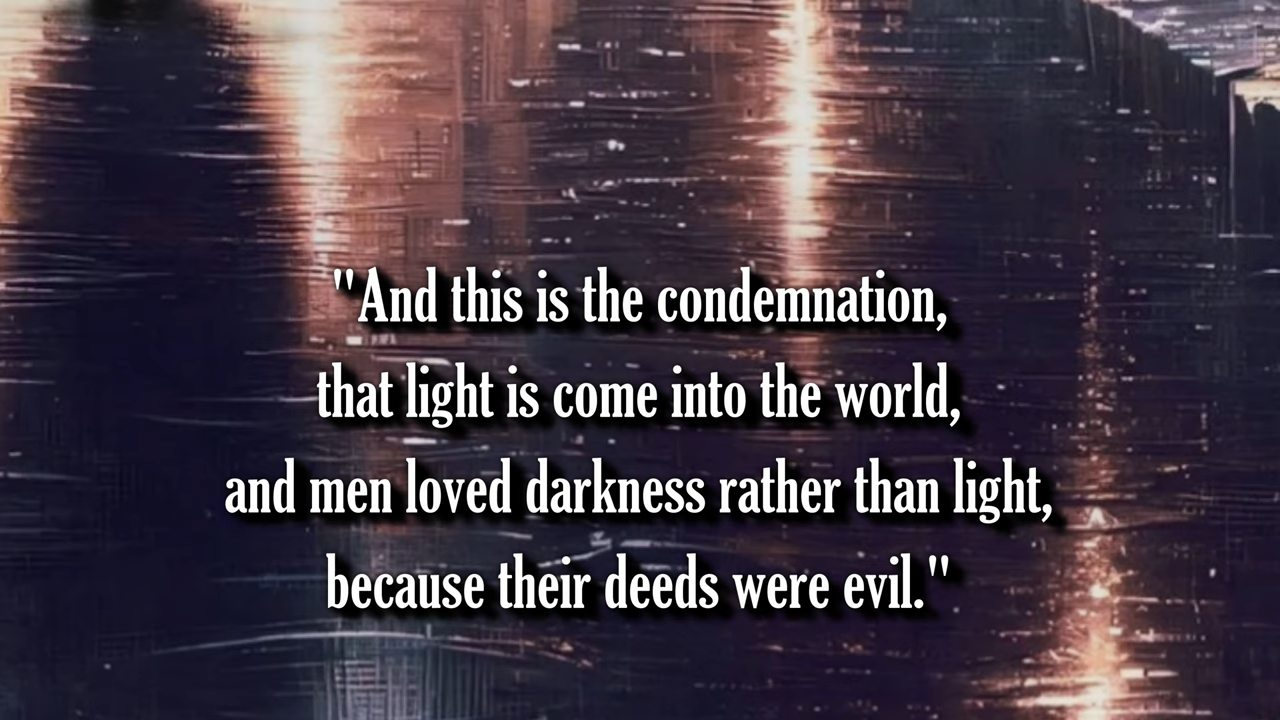 "And this is the condemnation,
that light is come into the world,
and men loved darkness rather than light,
because their deeds were evil."